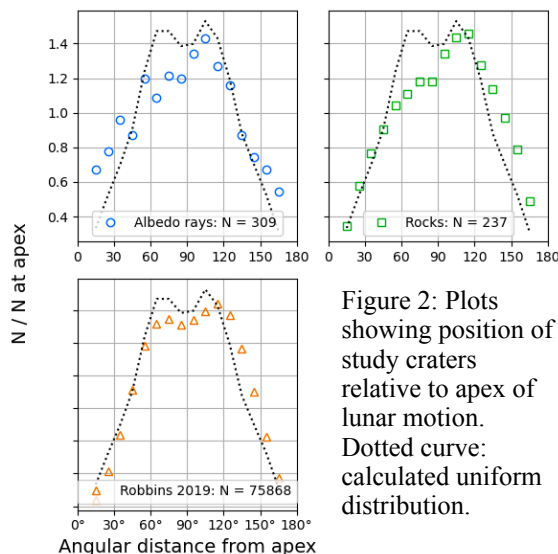 1.4
1.2
1.0
0.8
0.6
0.4
N / N at apex
Albedo rays: N = 309
0 30 60 90 120 150 180
Rocks: N = 237
0 30 60 90 120 150 180
Robbins 2019: N = 75868
0° 30° 60° 90° 120° 150° 180°
Angular distance from apex
Figure 2: Plots
showing position of
study craters
relative to apex of
lunar motion.
Dotted curve:
calculated uniform
distribution.